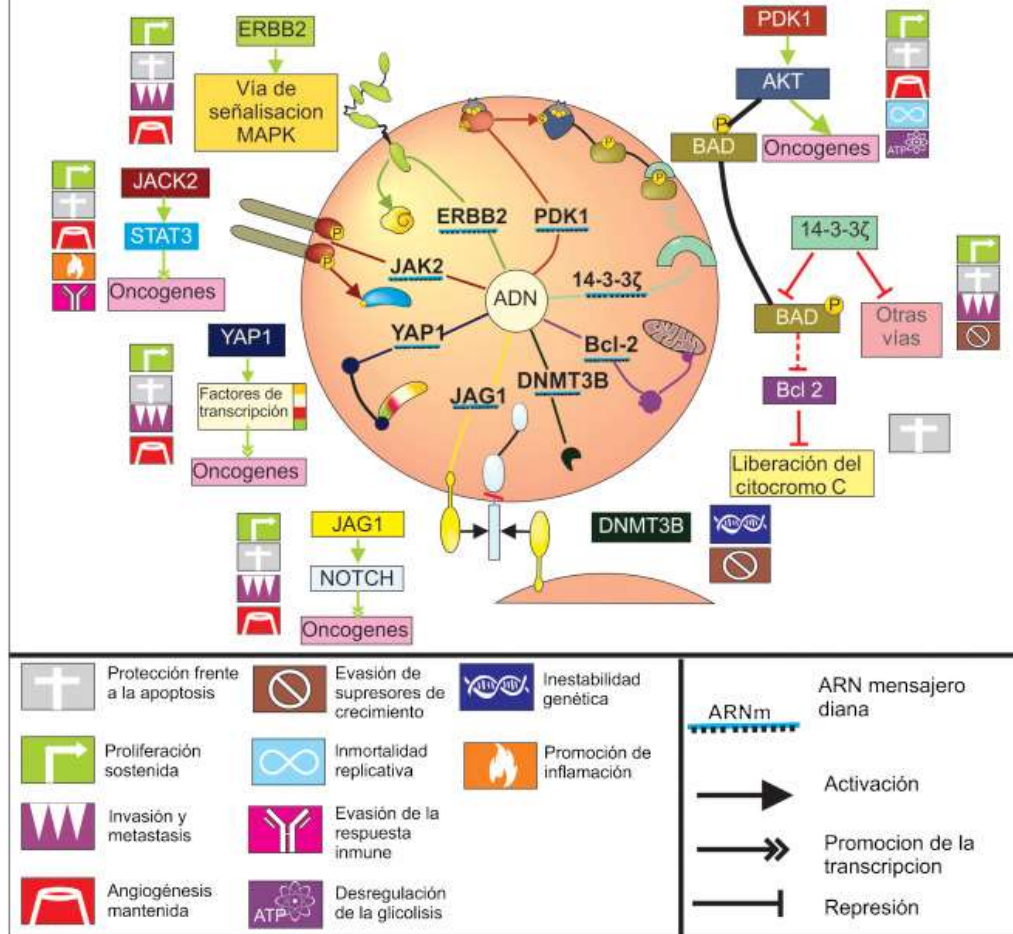 ERBB2
Vía de
señalisacion
MAPK
JACK2
STAT3
Oncogenes
YAP1
Factores de
transcripción
Oncogenes
JAG1
NOTCH
Oncogenes
P
P
P
P
P
ERBB2
PDK1
JAK2
ADN
14-3-3ζ
YAP1
Bcl-2
JAG1
DNMT3B
PDK1
AKT
P
BAD
Oncogenes
ATP
14-3-3ζ
BAD
P
Otras
vías
Bcl 2
Liberación del
citocromo C
DNMT3B
Protección frente
a la apoptosis
Evasión de
supresores de
crecimiento
Inestabilidad
genética
Proliferación
sostenida
Inmortalidad
replicativa
Promoción de
inflamación
Invasión y
metastasis
Evasión de la
respuesta
inmune
Angiogénesis
mantenida
ATP
Desregulación
de la glicolisis
ARNm
ARN mensajero
diana
Activación
Promocion de la
transcripcion
Represión